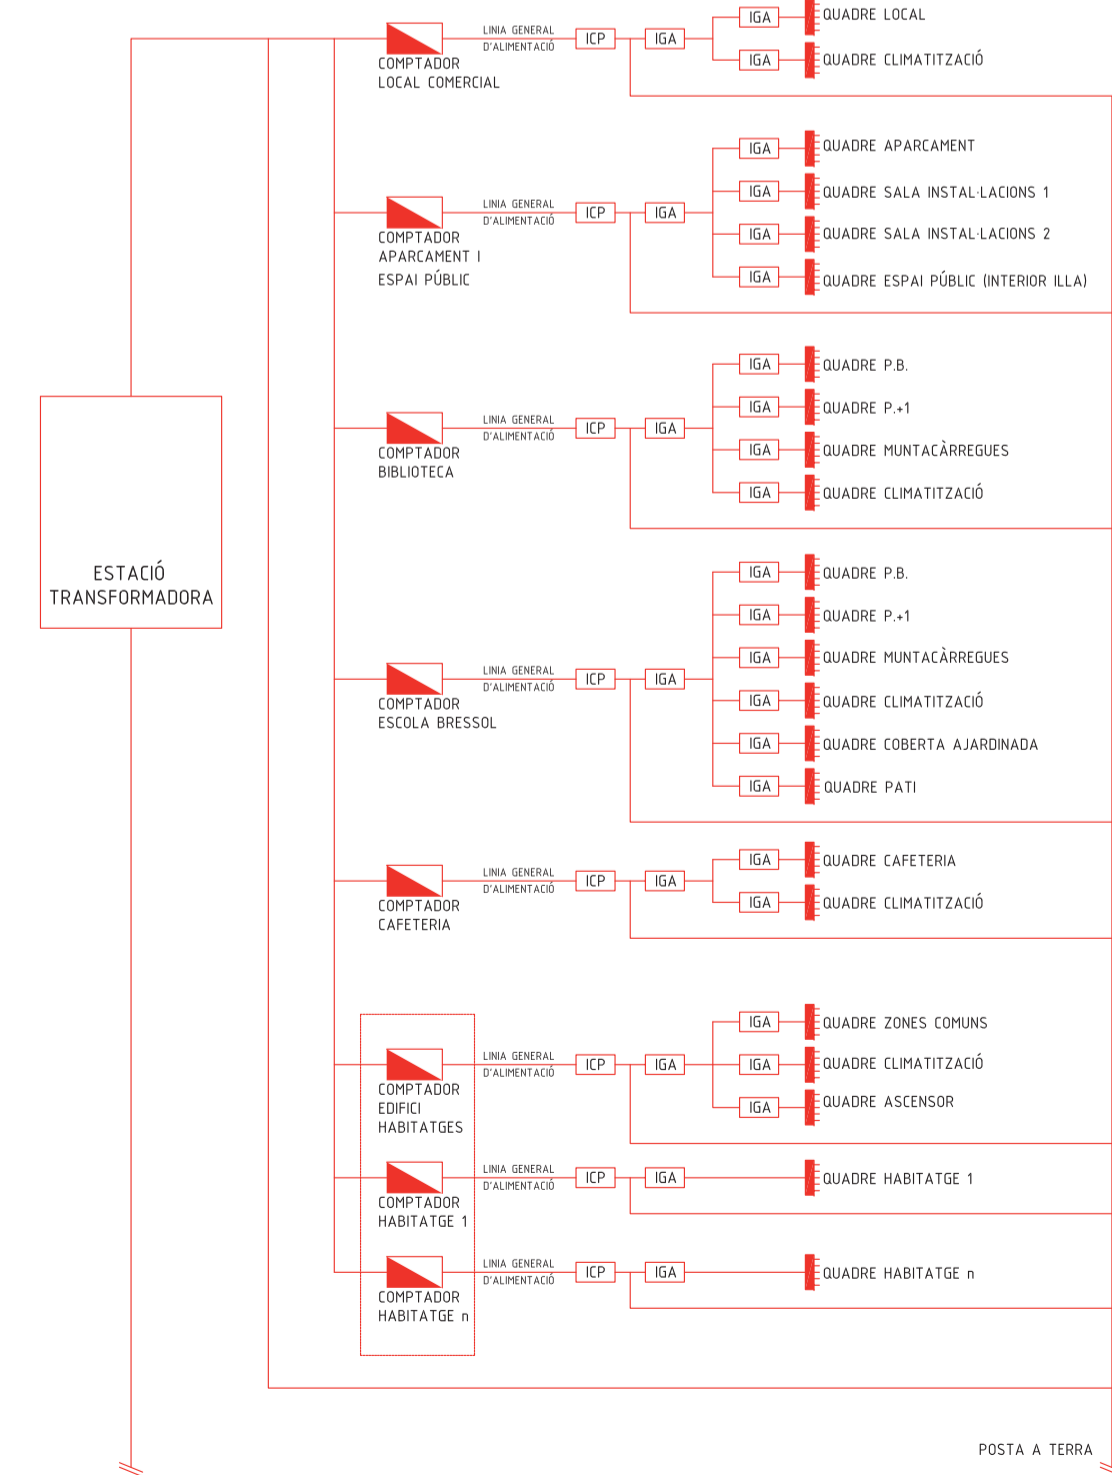 IGA
QUADRE LOCAL
LINIA GENERAL
D'ALIMENTACIÓ
ICP
IGA
IGA
QUADRE CLIMATITZACIÓ
COMPTADOR
LOCAL COMERCIAL
IGA
QUADRE APARCAMENT
IGA
QUADRE SALA INSTAL·LACIONS 1
LINIA GENERAL
D'ALIMENTACIÓ
ICP
IGA
IGA
QUADRE SALA INSTAL·LACIONS 2
COMPTADOR
APARCAMENT I
ESPAI PÚBLIC
IGA
QUADRE ESPAI PÚBLIC (INTERIOR ILLA)
IGA
QUADRE P.B.
IGA
QUADRE P.+1
LINIA GENERAL
D'ALIMENTACIÓ
ICP
IGA
IGA
QUADRE MUNTACÀRREGUES
COMPTADOR
BIBLIOTECA
IGA
QUADRE CLIMATITZACIÓ
ESTACIÓ
TRANSFORMADORA
IGA
QUADRE P.B.
IGA
QUADRE P.+1
IGA
QUADRE MUNTACÀRREGUES
LINIA GENERAL
D'ALIMENTACIÓ
ICP
IGA
IGA
QUADRE CLIMATITZACIÓ
COMPTADOR
ESCOLA BRESSOL
IGA
QUADRE COBERTA AJARDINADA
IGA
QUADRE PATI
IGA
QUADRE CAFETERIA
LINIA GENERAL
D'ALIMENTACIÓ
ICP
IGA
IGA
QUADRE CLIMATITZACIÓ
COMPTADOR
CAFETERIA
IGA
QUADRE ZONES COMUNS
LINIA GENERAL
D'ALIMENTACIÓ
ICP
IGA
IGA
QUADRE CLIMATITZACIÓ
COMPTADOR
EDIFICI
HABITATGES
IGA
QUADRE ASCENSOR
LINIA GENERAL
D'ALIMENTACIÓ
ICP
IGA
QUADRE HABITATGE 1
COMPTADOR
HABITATGE 1
LINIA GENERAL
D'ALIMENTACIÓ
ICP
IGA
QUADRE HABITATGE n
COMPTADOR
HABITATGE n
POSTA A TERRA